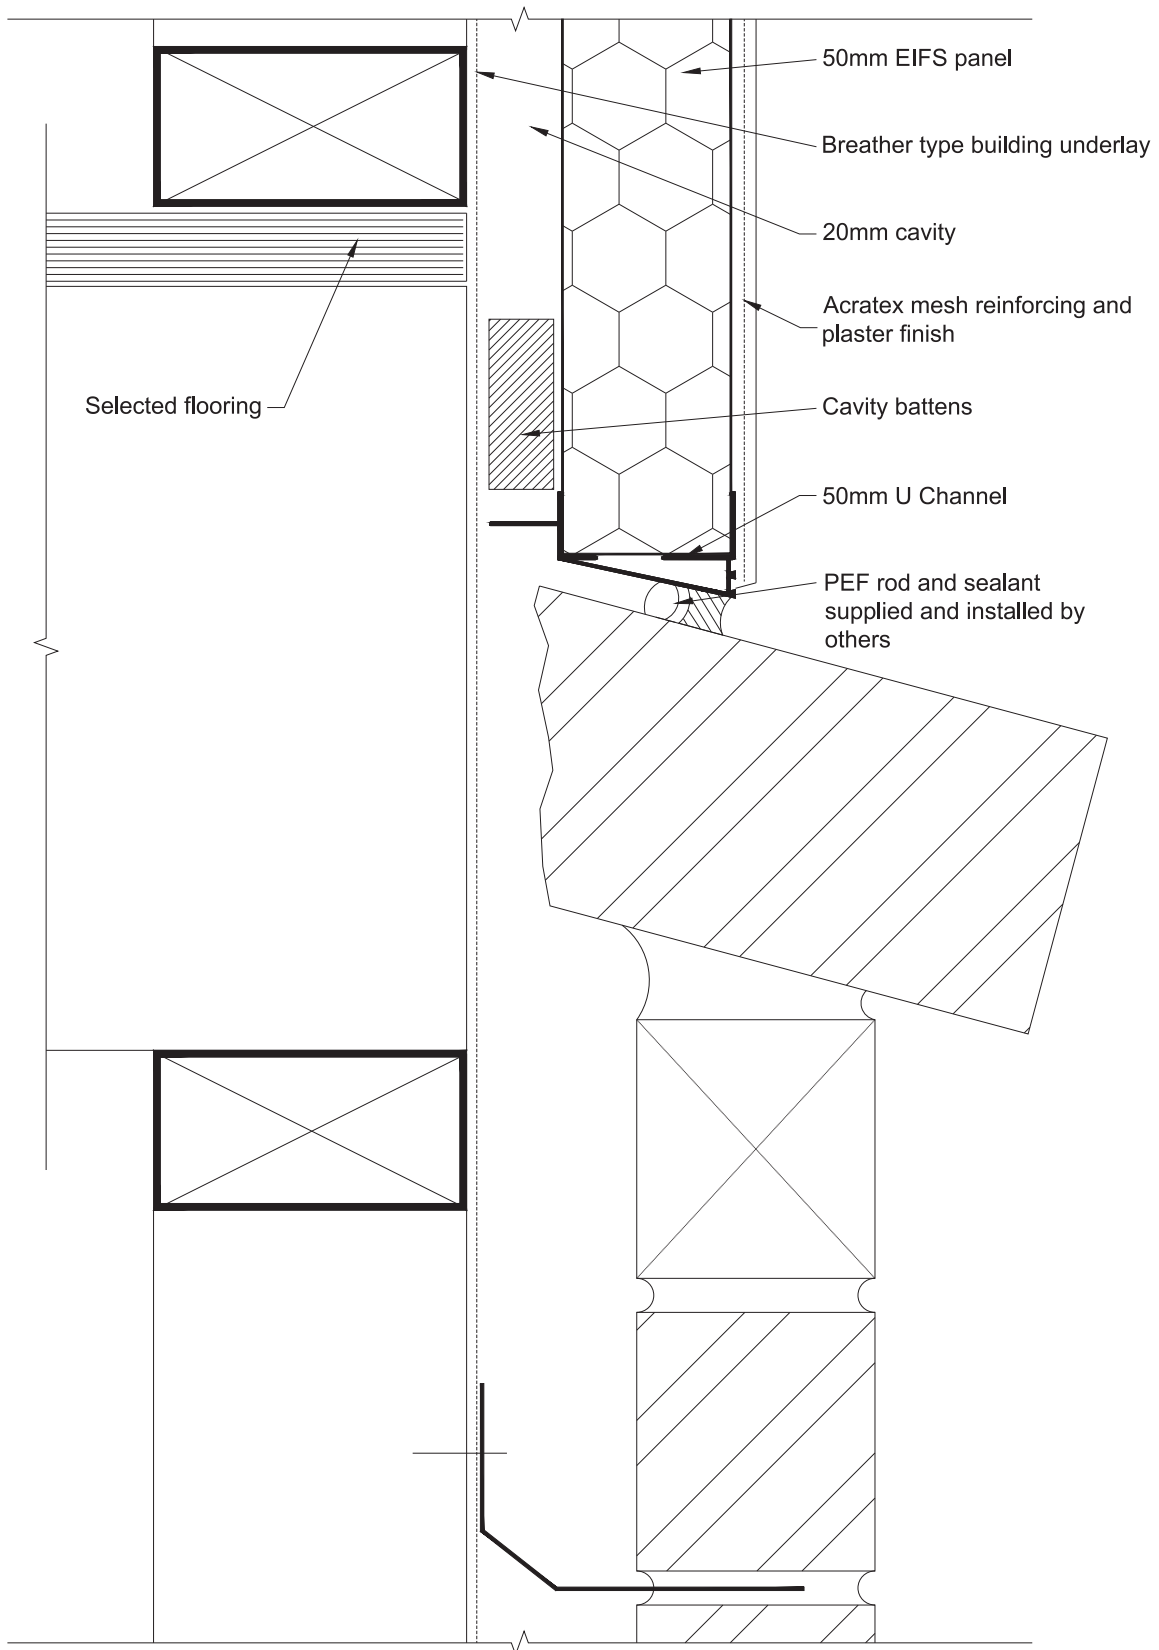 50mm EIFS panel
Breather type building underlay
20mm cavity
Acratex mesh reinforcing and
plaster finish
Selected flooring
Cavity battens
50mm U Channel
PEF rod and sealant
supplied and installed by
others